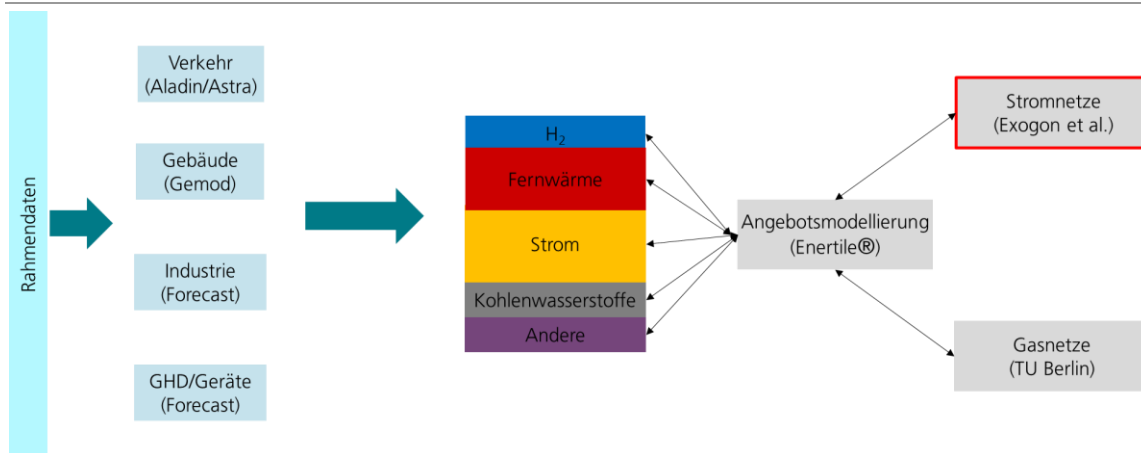 Rahmendaten
Verkehr
(Aladin/Astra)
Gebäude
(Gemod)
Industrie
(Forecast)
GHD/Geräte
(Forecast)
H₂
Fernwärme
Strom
Kohlenwasserstoffe
Andere
Angebotsmodellierung
(Enertile®)
Stromnetze
(Exogon et al.)
Gasnetze
(TU Berlin)